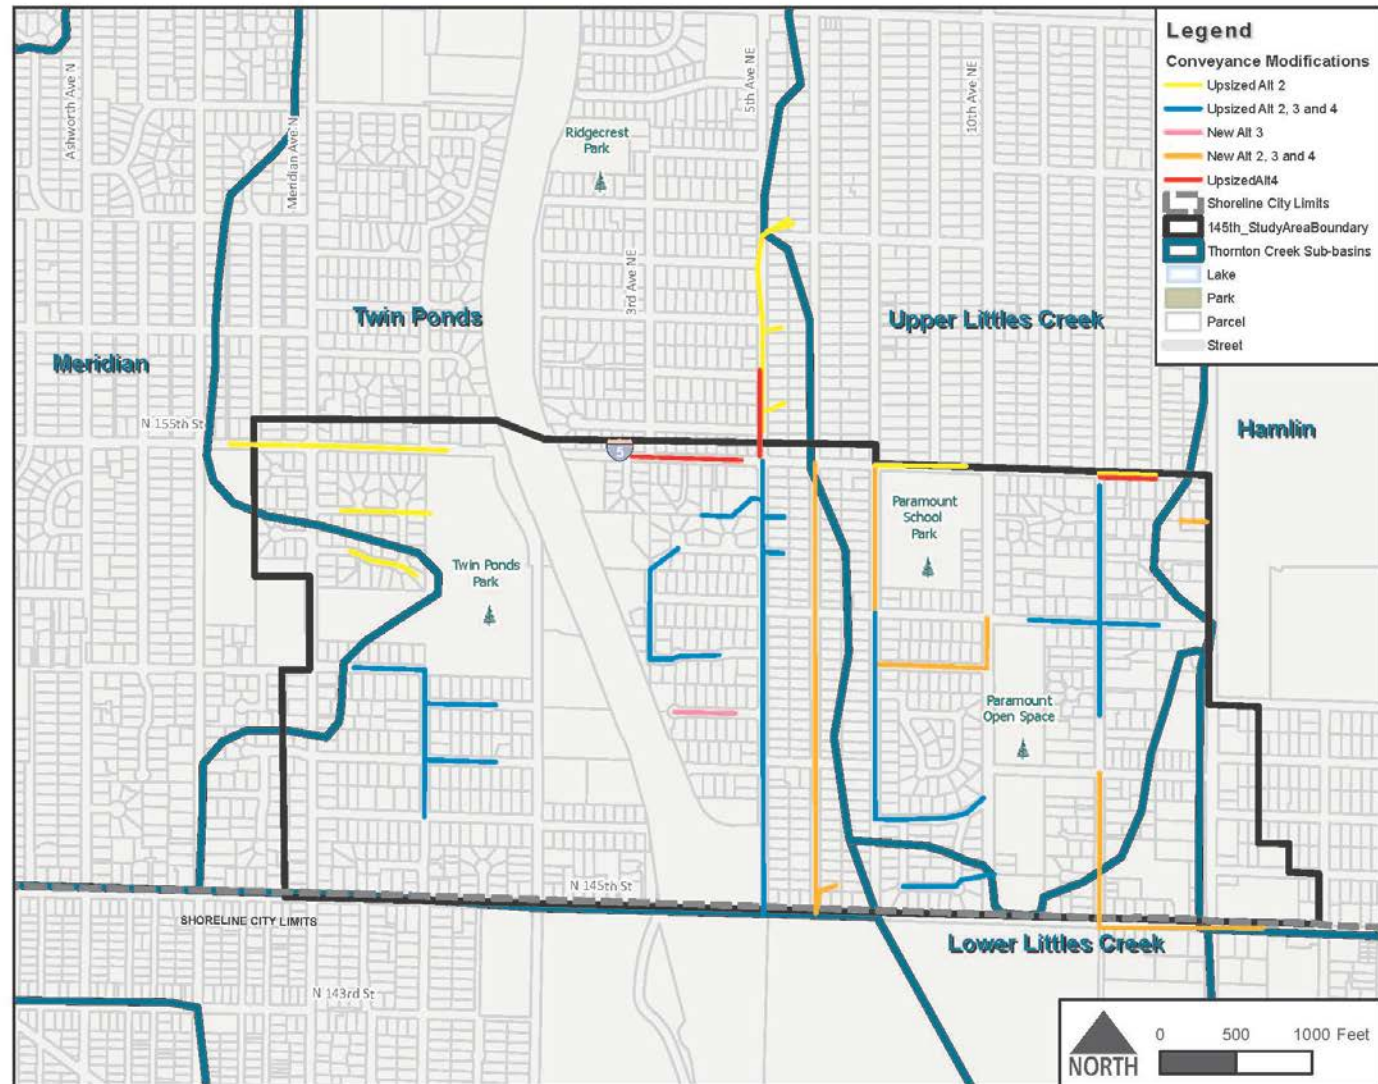 Legend
Conveyance Modifications
Upsized Alt 2
Upsized Alt 2, 3 and 4
New Alt 3
New Alt 2, 3 and 4
UpsizedAlt4
Shoreline City Limits
145th_StudyAreaBoundary
Thornton Creek Sub-basins
Lake
Park
Parcel
Street
Ashworth Ave N
Meridian Ave N
5th Ave NE
10th Ave NE
Ridgecrest
Park
3rd Ave NE
Twin Ponds
Upper Littles Creek
Meridian
N 155th St
5
Hamlin
Paramount
School
Park
Twin Ponds
Park
Paramount
Open Space
N 145th St
SHORELINE CITY LIMITS
Lower Littles Creek
N 143rd St
NORTH
0 500 1000 Feet